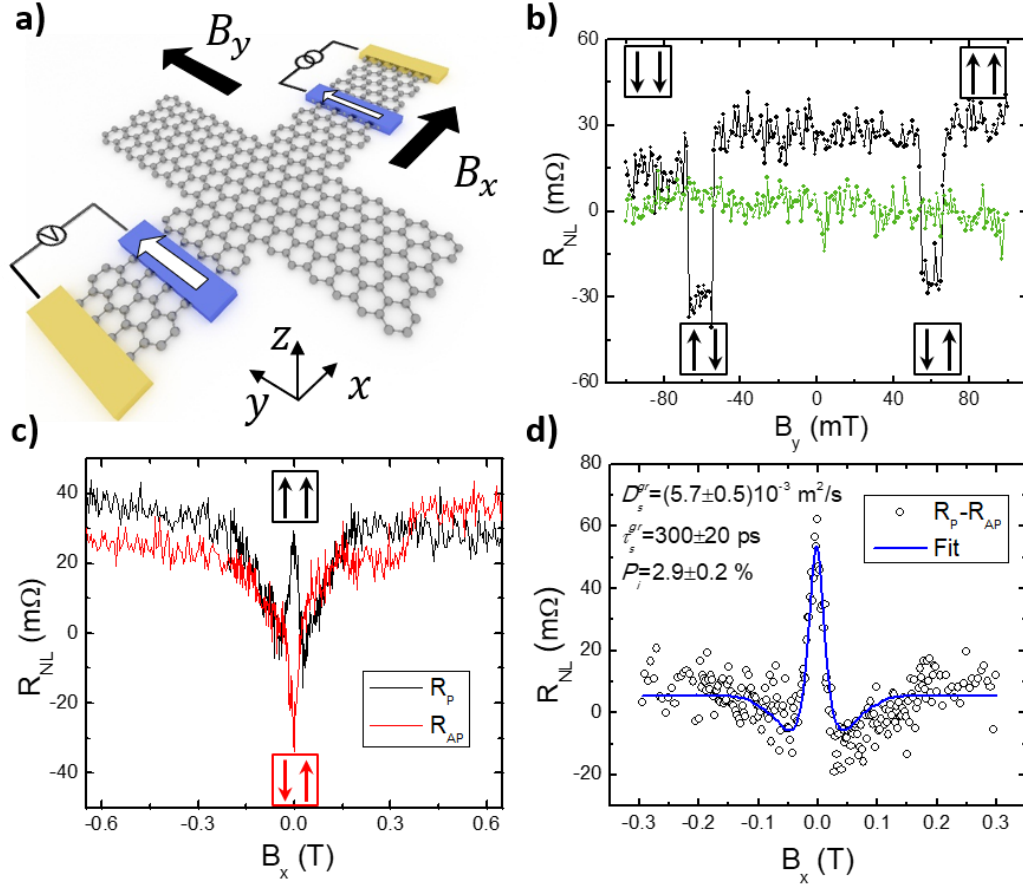 a)
B_y
B_x
V
z
y
x
b)
60
30
0
-30
-60
R_NL (mΩ)
-80
-40
0
40
80
B_y (mT)
c)
40
20
0
-20
-40
R_NL (mΩ)
R_P
R_AP
-0.6
-0.3
0.0
0.3
0.6
B_x (T)
d)
80
60
40
20
0
-20
R_NL (mΩ)
D_s^gr=(5.7±0.5)10^-3 m²/s
τ_s^gr=300±20 ps
P_i=2.9±0.2 %
R_P-R_AP
Fit
-0.3
-0.2
-0.1
0.0
0.1
0.2
0.3
B_x (T)